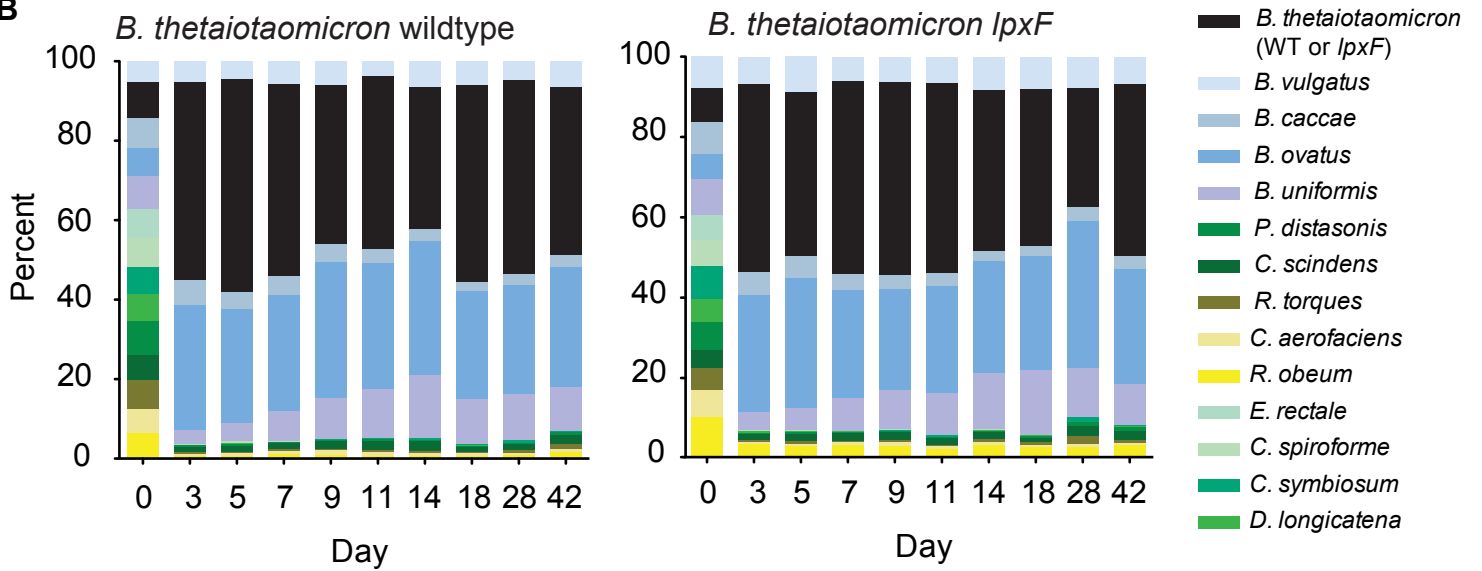 B
B. thetaiotaomicron wildtype
B. thetaiotaomicron lpxF
Percent
100
80
60
40
20
0
0 3 5 7 9 11 14 18 28 42
Day
100
80
60
40
20
0
0 3 5 7 9 11 14 18 28 42
Day
B. thetaiotaomicron
(WT or lpxF)
B. vulgatus
B. caccae
B. ovatus
B. uniformis
P. distasonis
C. scindens
R. torques
C. aerofaciens
R. obeum
E. rectale
C. spiroforme
C. symbiosum
D. longicatena